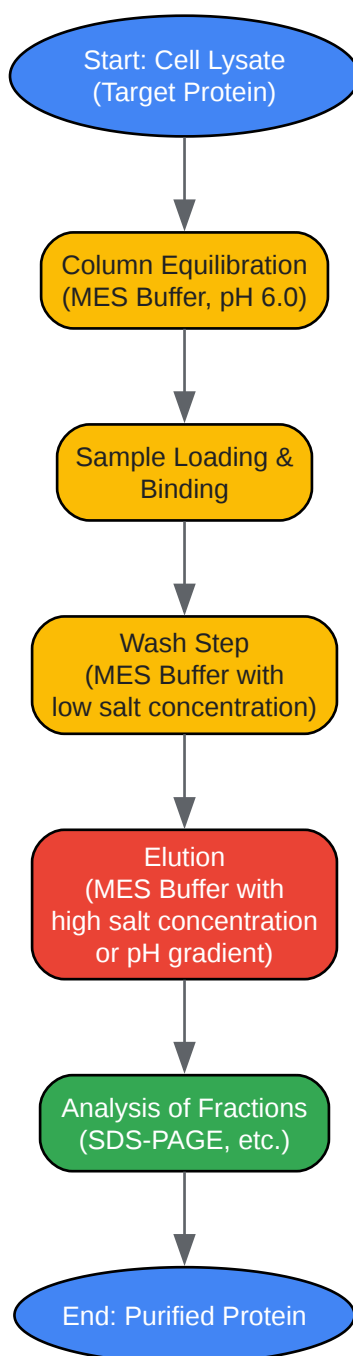 Start: Cell Lysate
(Target Protein)
Column Equilibration
(MES Buffer, pH 6.0)
Sample Loading &
Binding
Wash Step
(MES Buffer with
low salt concentration)
Elution
(MES Buffer with
high salt concentration
or pH gradient)
Analysis of Fractions
(SDS-PAGE, etc.)
End: Purified Protein